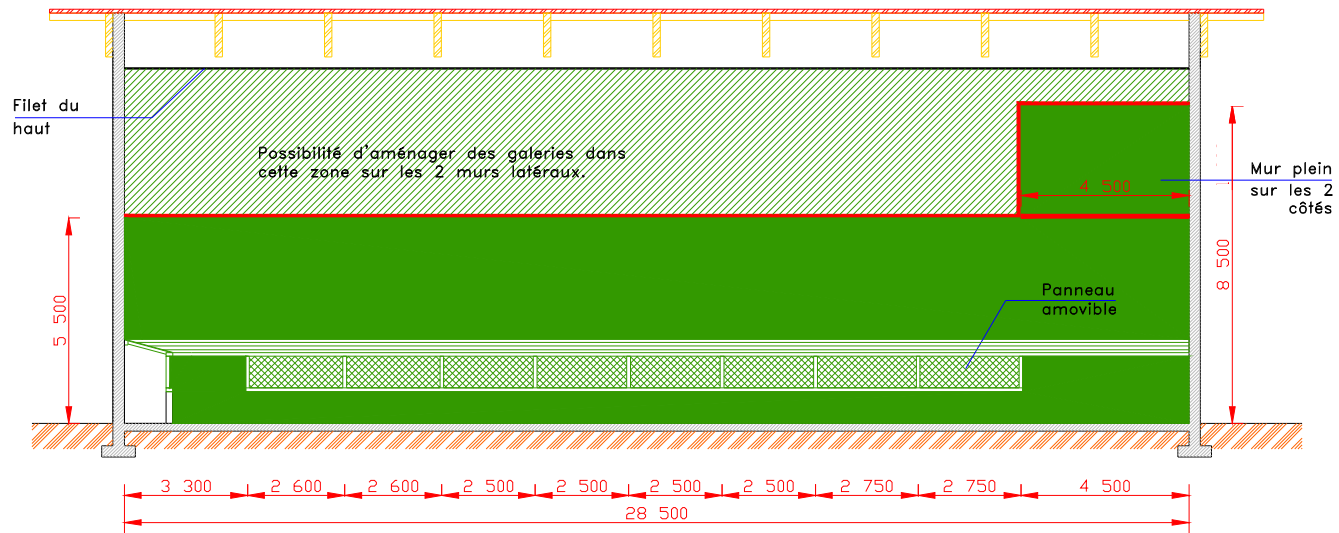 Filet du
haut
Possibilité d'aménager des galeries dans
cette zone sur les 2 murs latéraux.
Mur plein
sur les 2
côtés
4 500
5 500
8 500
Panneau
amovible
3 300
2 600
2 600
2 500
2 500
2 500
2 500
2 750
2 750
4 500
28 500